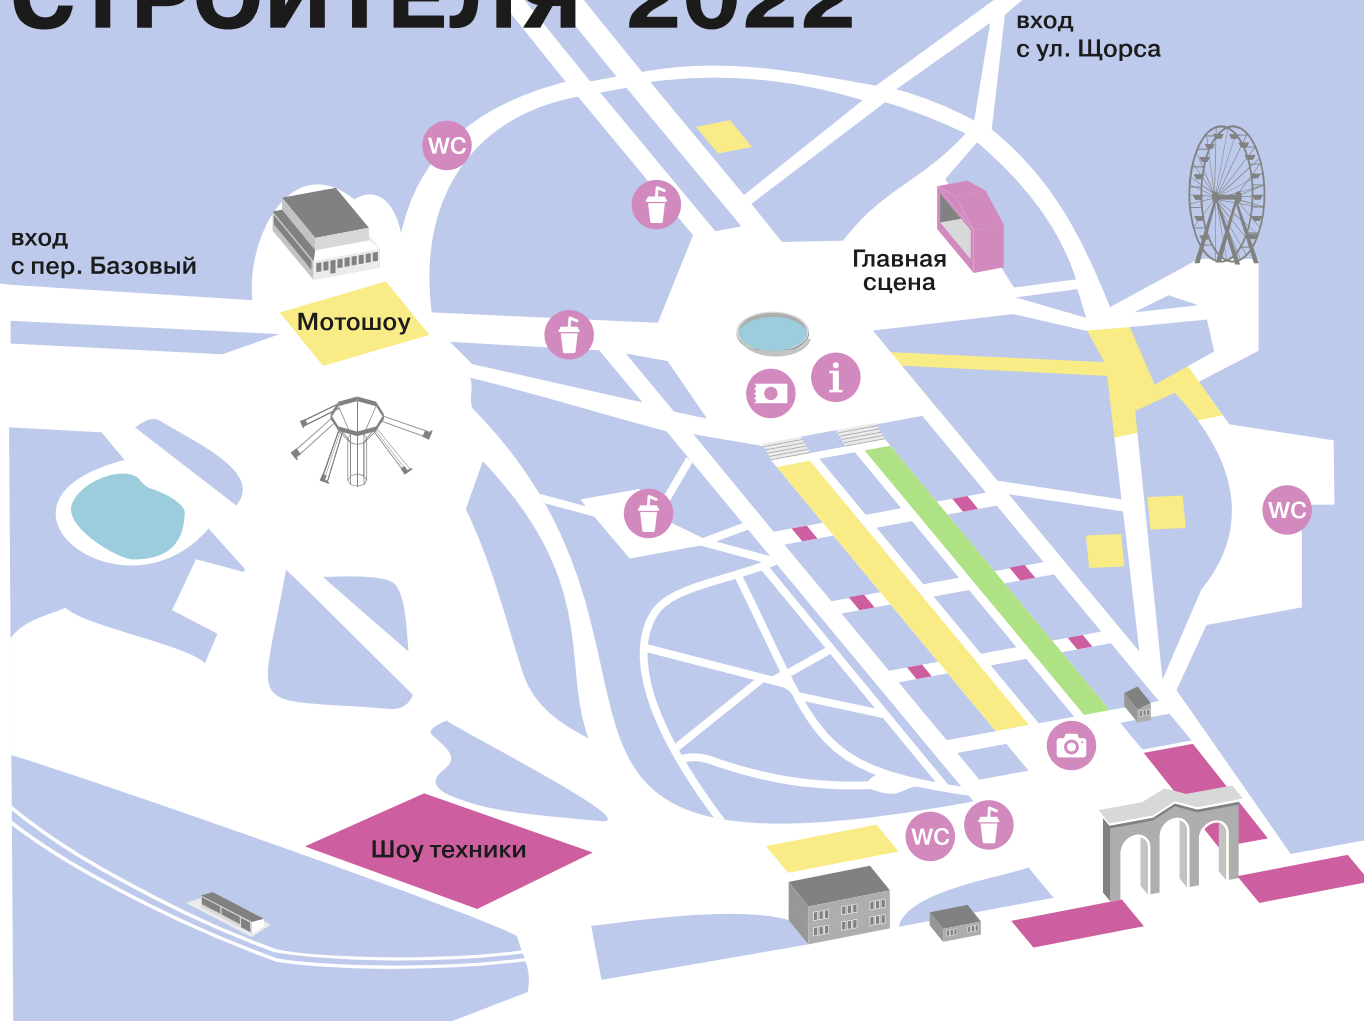 СТРОИТЕЛЯ 2022
вход
с ул. Щорса
WC
вход
с пер. Базовый
Главная
сцена
Мотошоу
i
WC
WC
Шоу техники